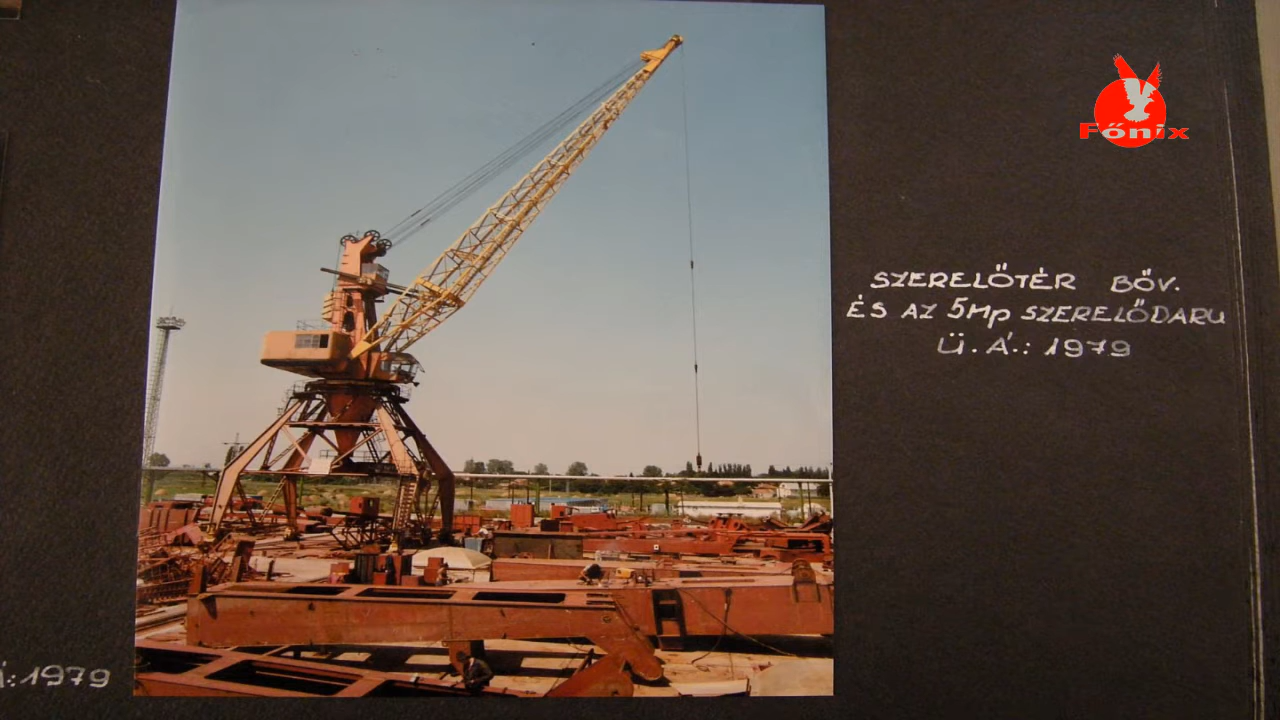 Főnix
SZERELŐTÉR BŐV.
ÉS AZ 5Mp SZERELŐDARU
Ü.Á.: 1979
Á.: 1979